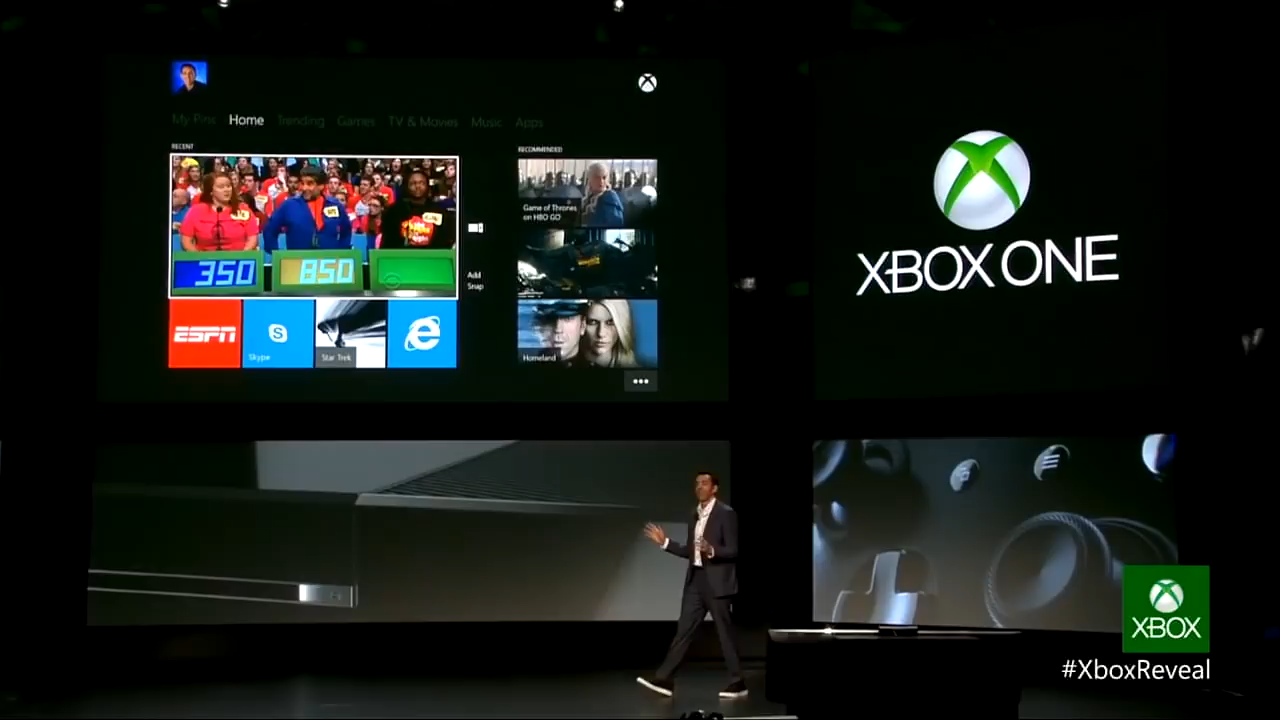 My Pins Home Trending Games TV & Movies Music Apps
RECENT
350 850
Add
Snap
ESPN
Skype
Star Trek
RECOMMENDED
Game of Thrones
on HBO GO
Homeland
XBOX ONE
XBOX
#XboxReveal